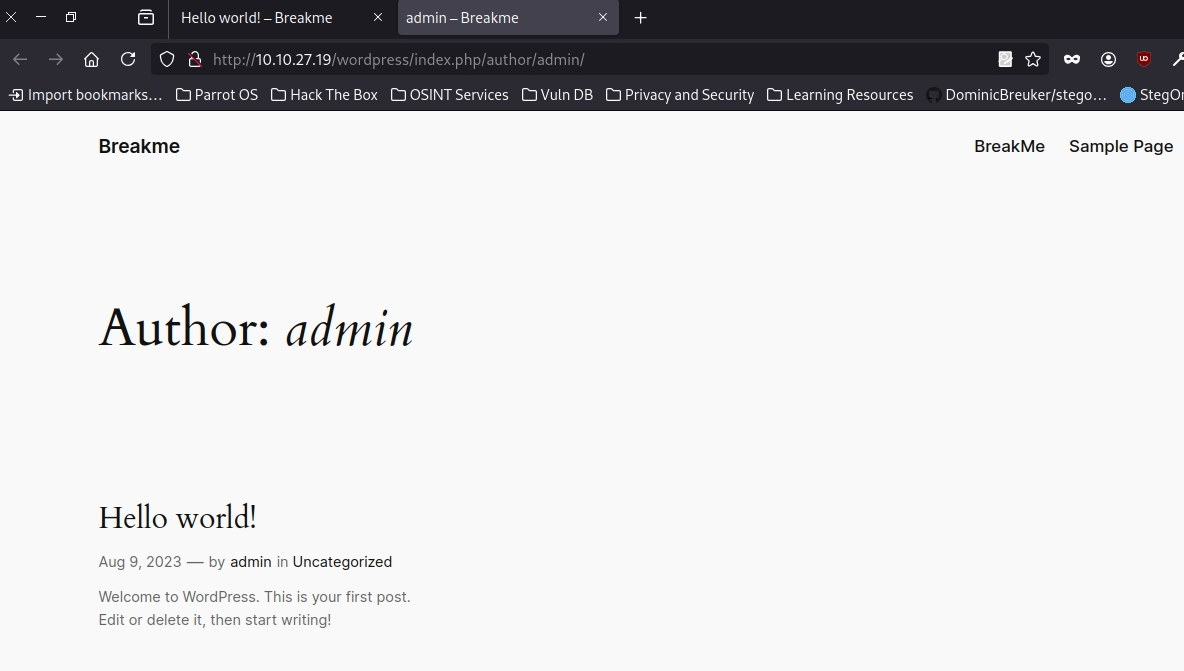 Hello world! – Breakme
admin – Breakme
http://10.10.27.19/wordpress/index.php/author/admin/
Import bookmarks… Parrot OS Hack The Box OSINT Services Vuln DB Privacy and Security Learning Resources DominicBreuker/stego… StegOn
Breakme
BreakMe Sample Page
Author: admin
Hello world!
Aug 9, 2023 — by admin in Uncategorized
Welcome to WordPress. This is your first post.
Edit or delete it, then start writing!